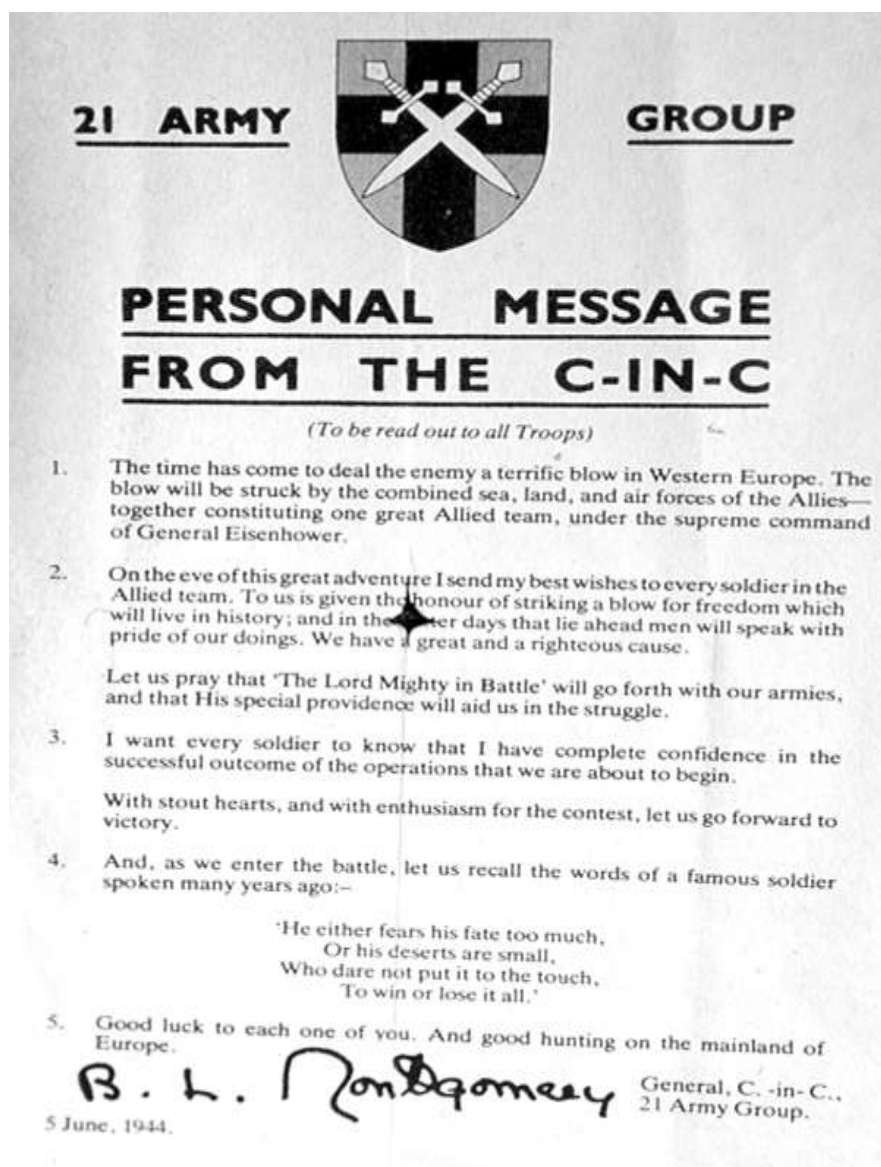 21 ARMY GROUP
PERSONAL MESSAGE
FROM THE C-IN-C
(To be read out to all Troops)
1. The time has come to deal the enemy a terrific blow in Western Europe. The
blow will be struck by the combined sea, land, and air forces of the Allies—
together constituting one great Allied team, under the supreme command
of General Eisenhower.
2. On the eve of this great adventure I send my best wishes to every soldier in the
Allied team. To us is given the honour of striking a blow for freedom which
will live in history; and in the days that lie ahead men will speak with
pride of our doings. We have a great and a righteous cause.
Let us pray that 'The Lord Mighty in Battle' will go forth with our armies,
and that His special providence will aid us in the struggle.
3. I want every soldier to know that I have complete confidence in the
successful outcome of the operations that we are about to begin.
With stout hearts, and with enthusiasm for the contest, let us go forward to
victory.
4. And, as we enter the battle, let us recall the words of a famous soldier
spoken many years ago:–
'He either fears his fate too much,
Or his deserts are small,
Who dare not put it to the touch,
To win or lose it all.'
5. Good luck to each one of you. And good hunting on the mainland of
Europe.
B. L. Montgomery
General, C. -in- C.,
21 Army Group.
5 June, 1944.